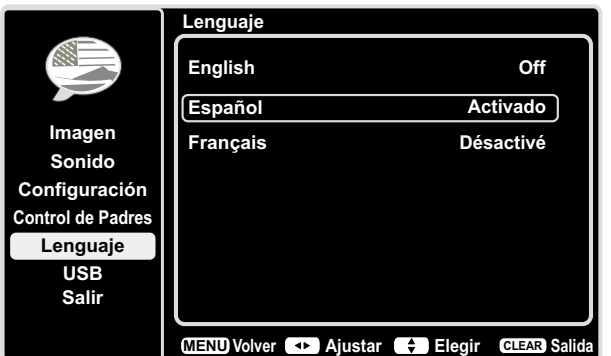 Lenguaje
English Off
Español Activado
Français Désactivé
Imagen
Sonido
Configuración
Control de Padres
Lenguaje
USB
Salir
MENU Volver Ajustar Elegir CLEAR Salida